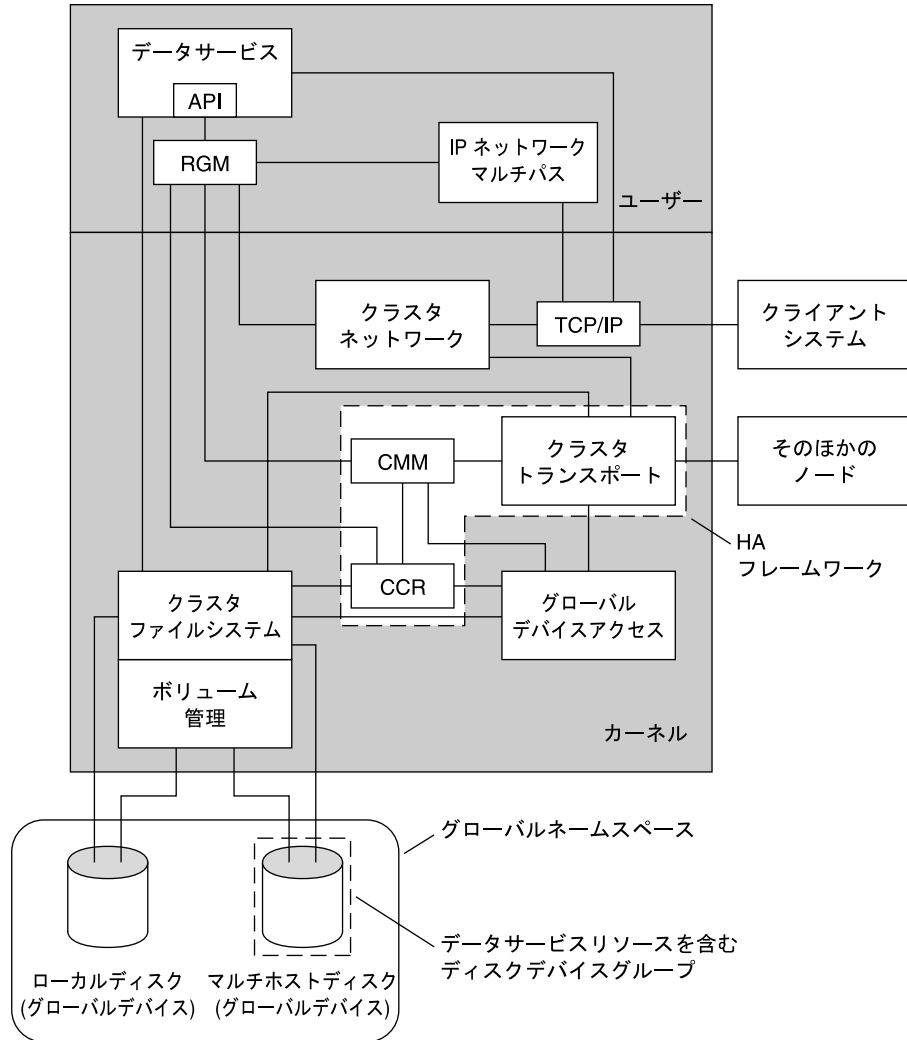 データサービス
API
RGM
IP ネットワーク
マルチパス
ユーザー
クラスタ
ネットワーク
TCP/IP
クライアント
システム
CMM
クラスタ
トランスポート
そのほかの
ノード
HA
フレームワーク
CCR
クラスタ
ファイルシステム
グローバル
デバイスアクセス
ボリューム
管理
カーネル
グローバルネームスペース
データサービスリソースを含む
ディスクデバイスグループ
ローカルディスク
(グローバルデバイス)
マルチホストディスク
(グローバルデバイス)